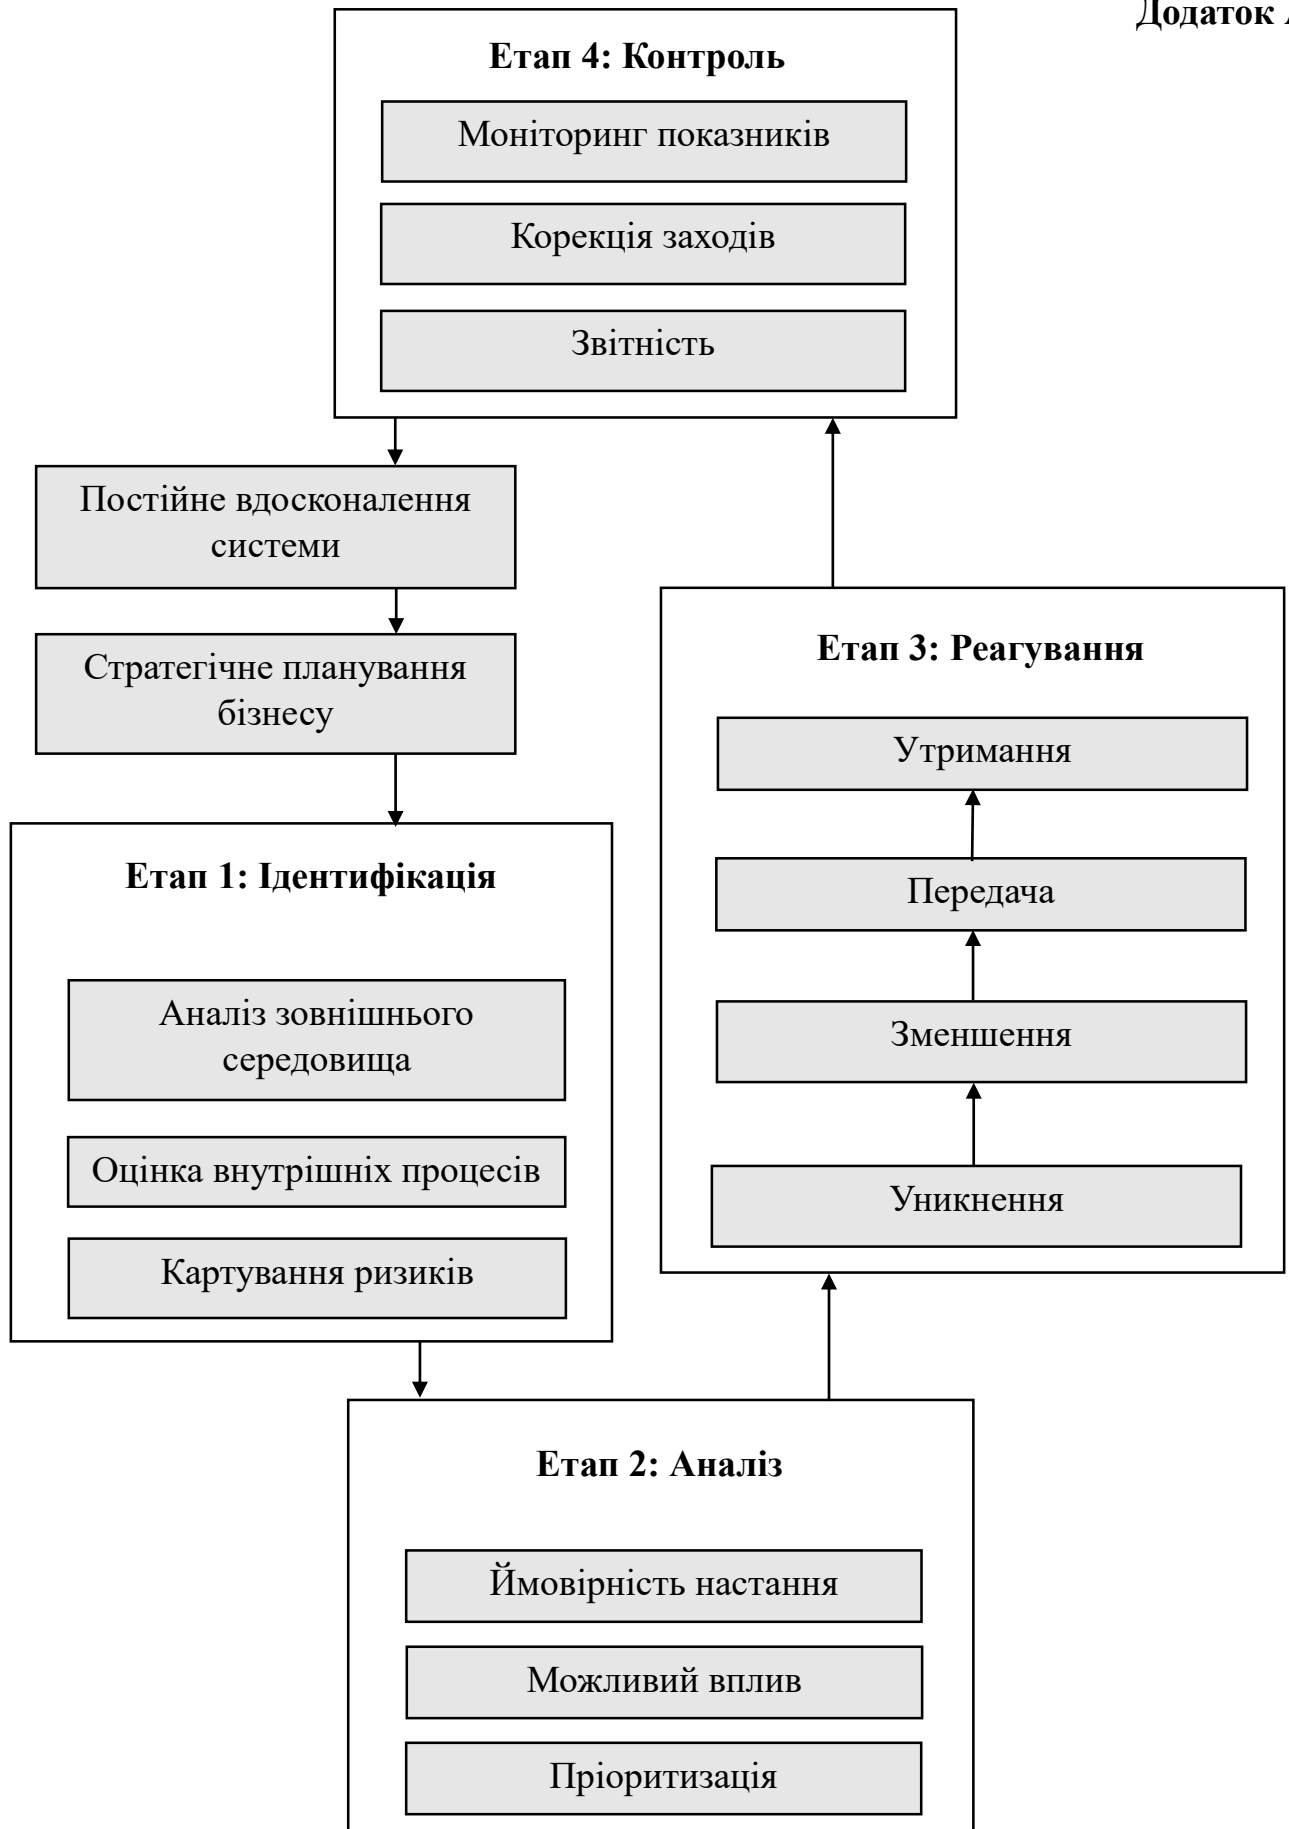 Додаток
Етап 4: Контроль
Моніторинг показників
Корекція заходів
Звітність
Постійне вдосконалення
системи
Стратегічне планування
бізнесу
Етап 3: Реагування
Утримання
Передача
Зменшення
Уникнення
Етап 1: Ідентифікація
Аналіз зовнішнього
середовища
Оцінка внутрішніх процесів
Картування ризиків
Етап 2: Аналіз
Ймовірність настання
Можливий вплив
Пріоритизація